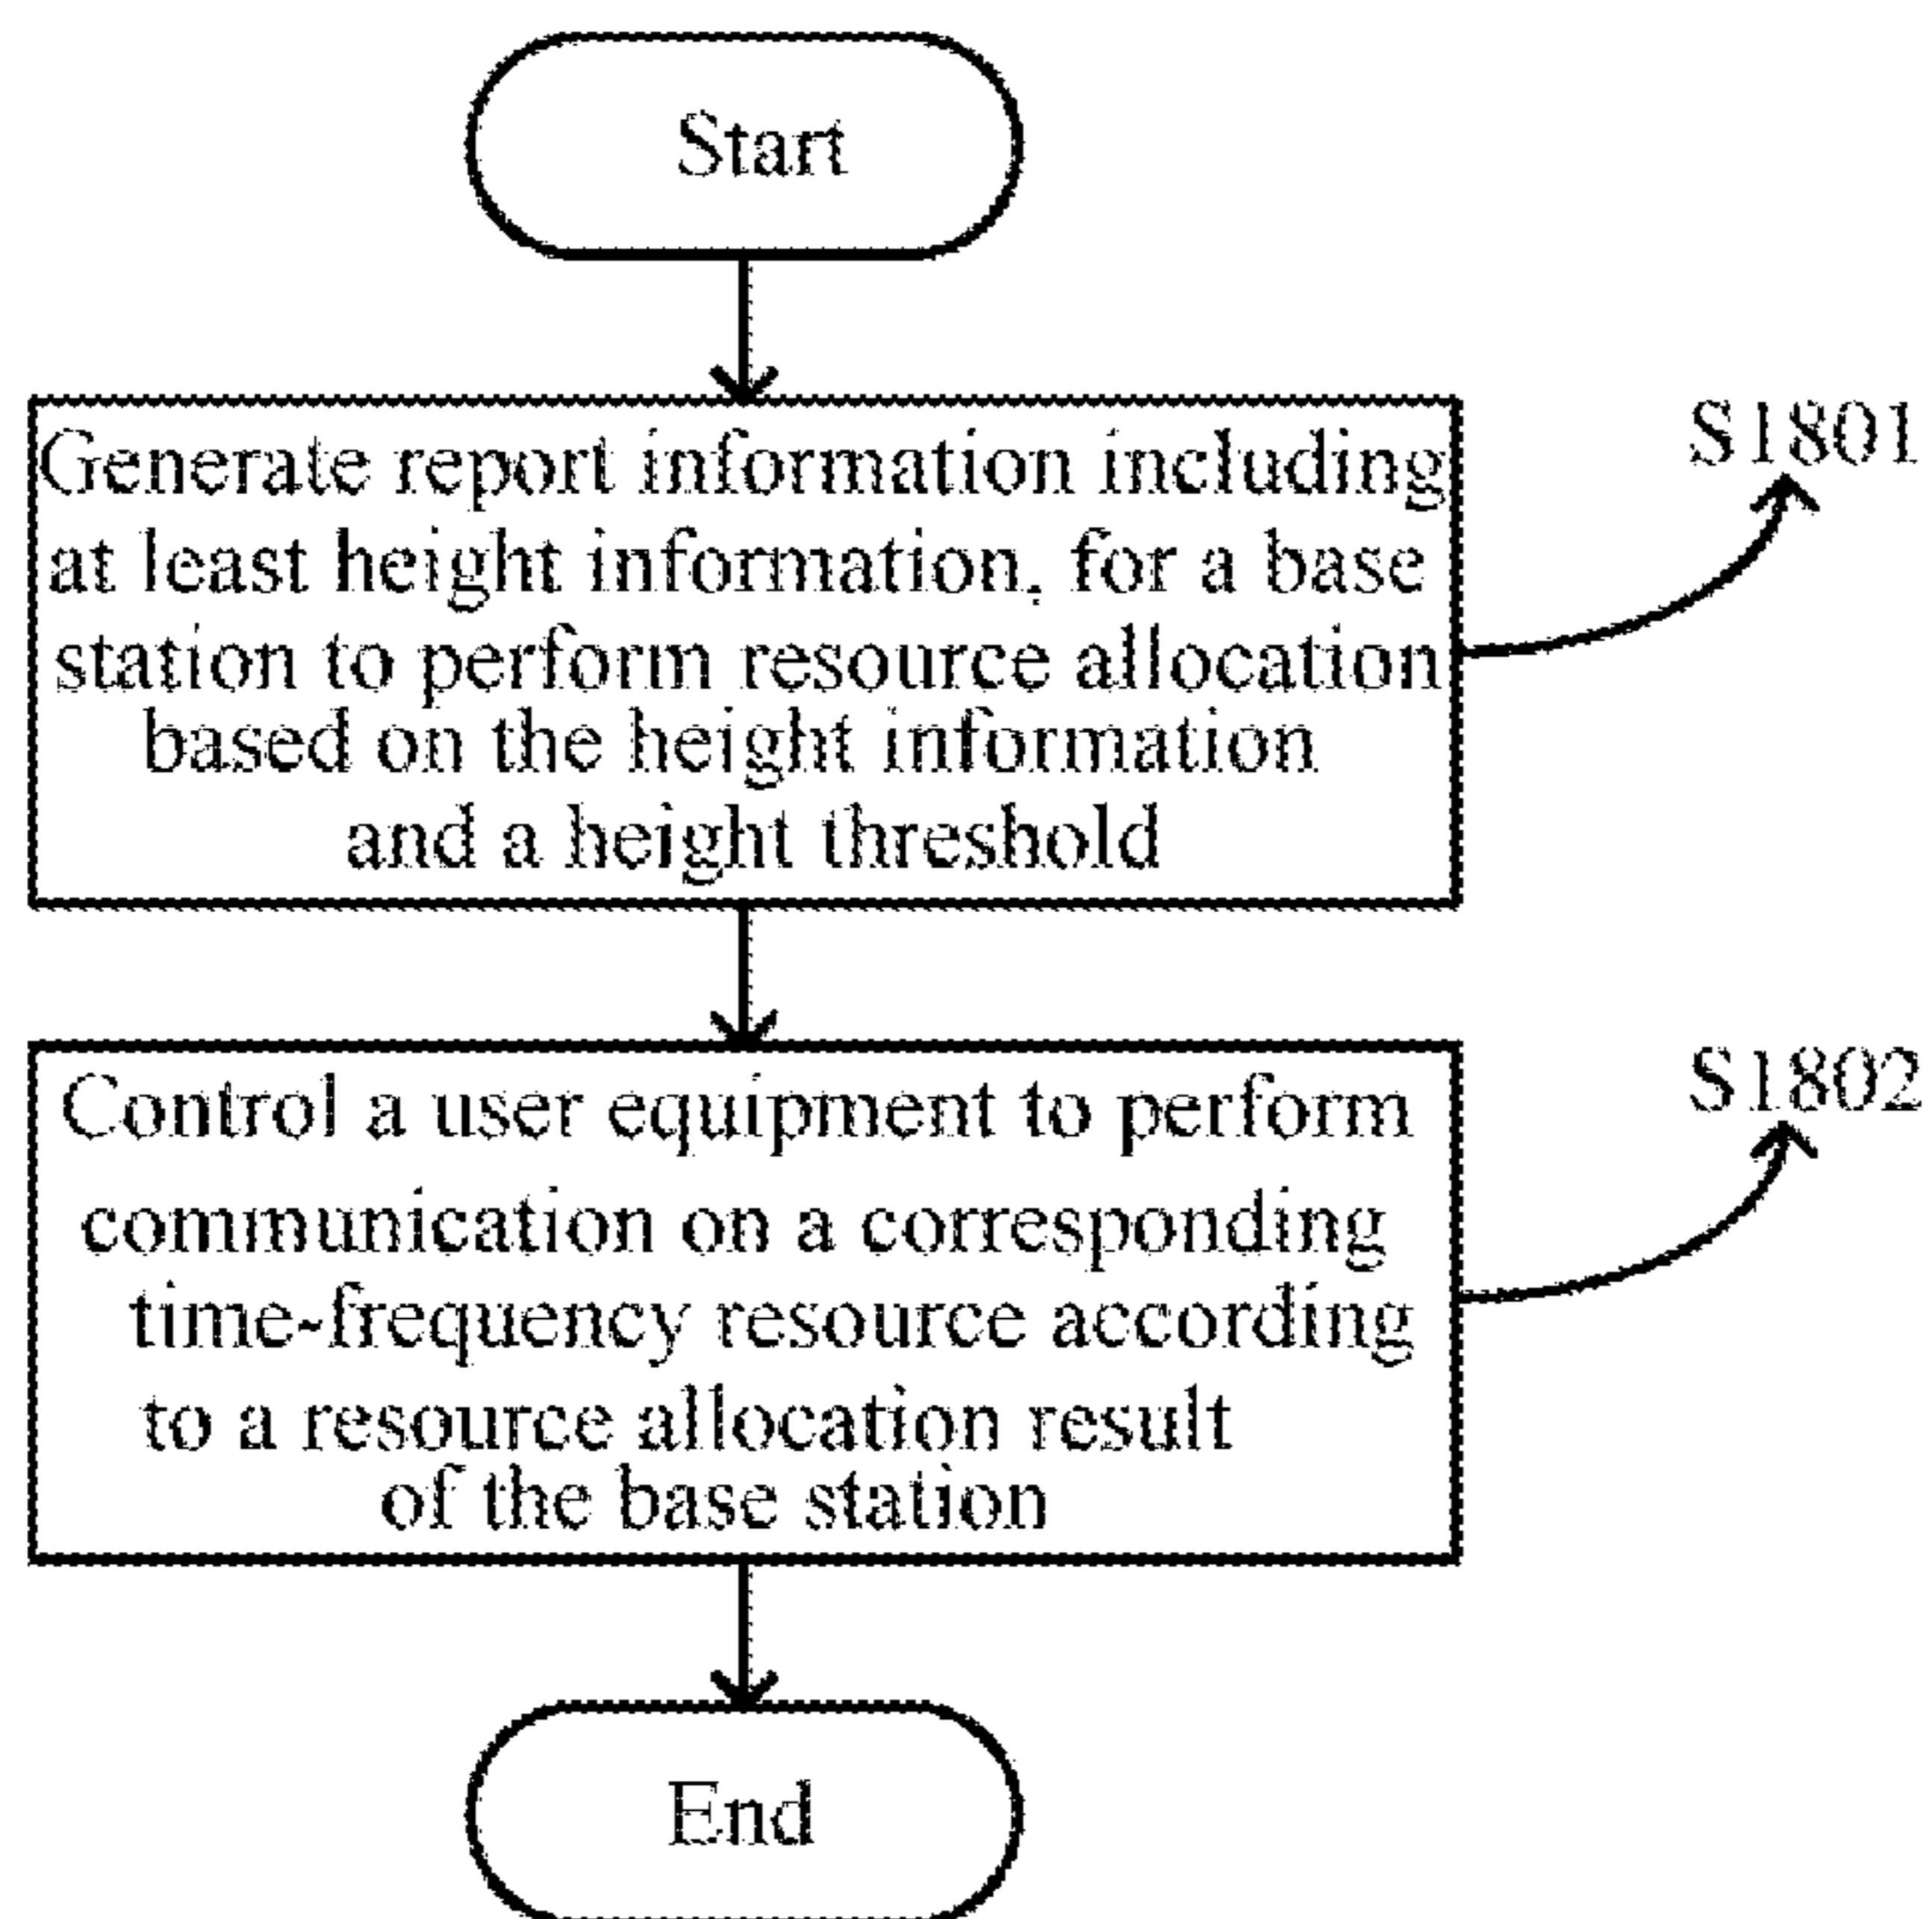 Start
Generate report information including
S1801
at least height information, for a base
station to perform resource allocation
based on the height information
and a height threshold
Control a user equipment to perform
S1802
communication on a corresponding
time-frequency resource according
to a resource allocation result
of the base station
End